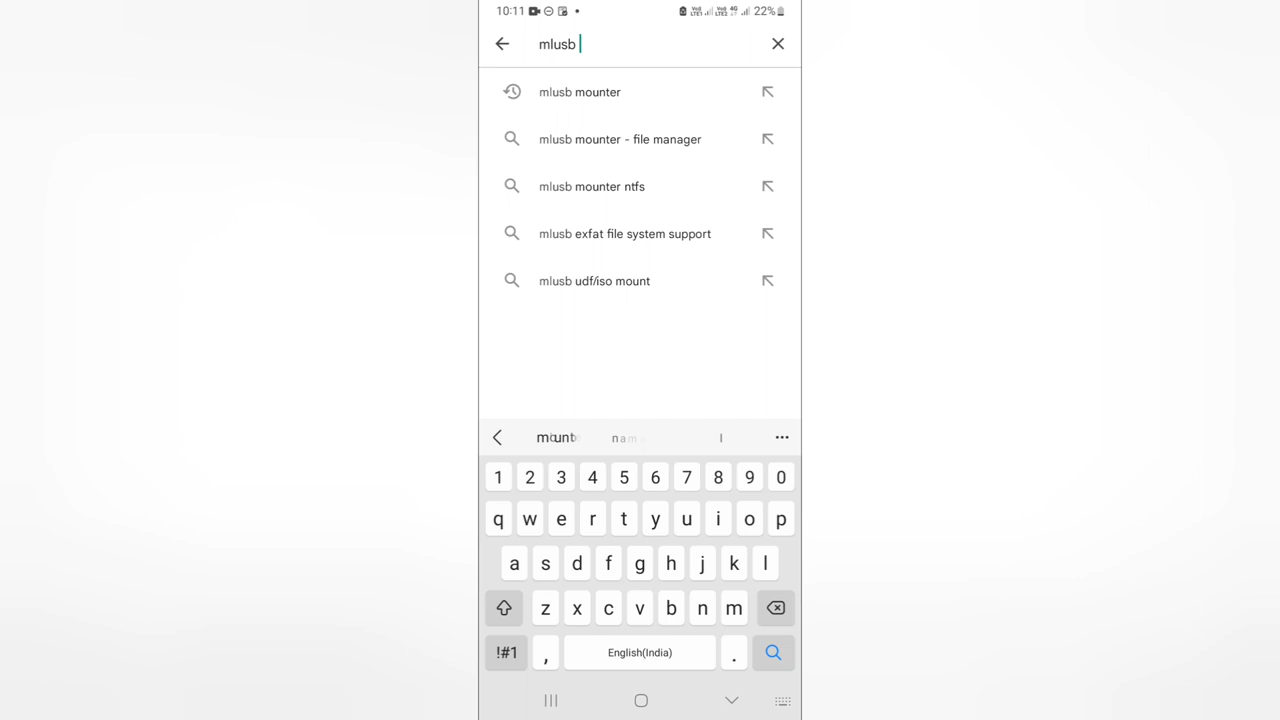 10:11 22%
mlusb
mlusb mounter
mlusb mounter - file manager
mlusb mounter ntfs
mlusb exfat file system support
mlusb udf/iso mount
1 2 3 4 5 6 7 8 9 0
q w e r t y u i o p
a s d f g h j k l
z x c v b n m
!#1 , English(India) .